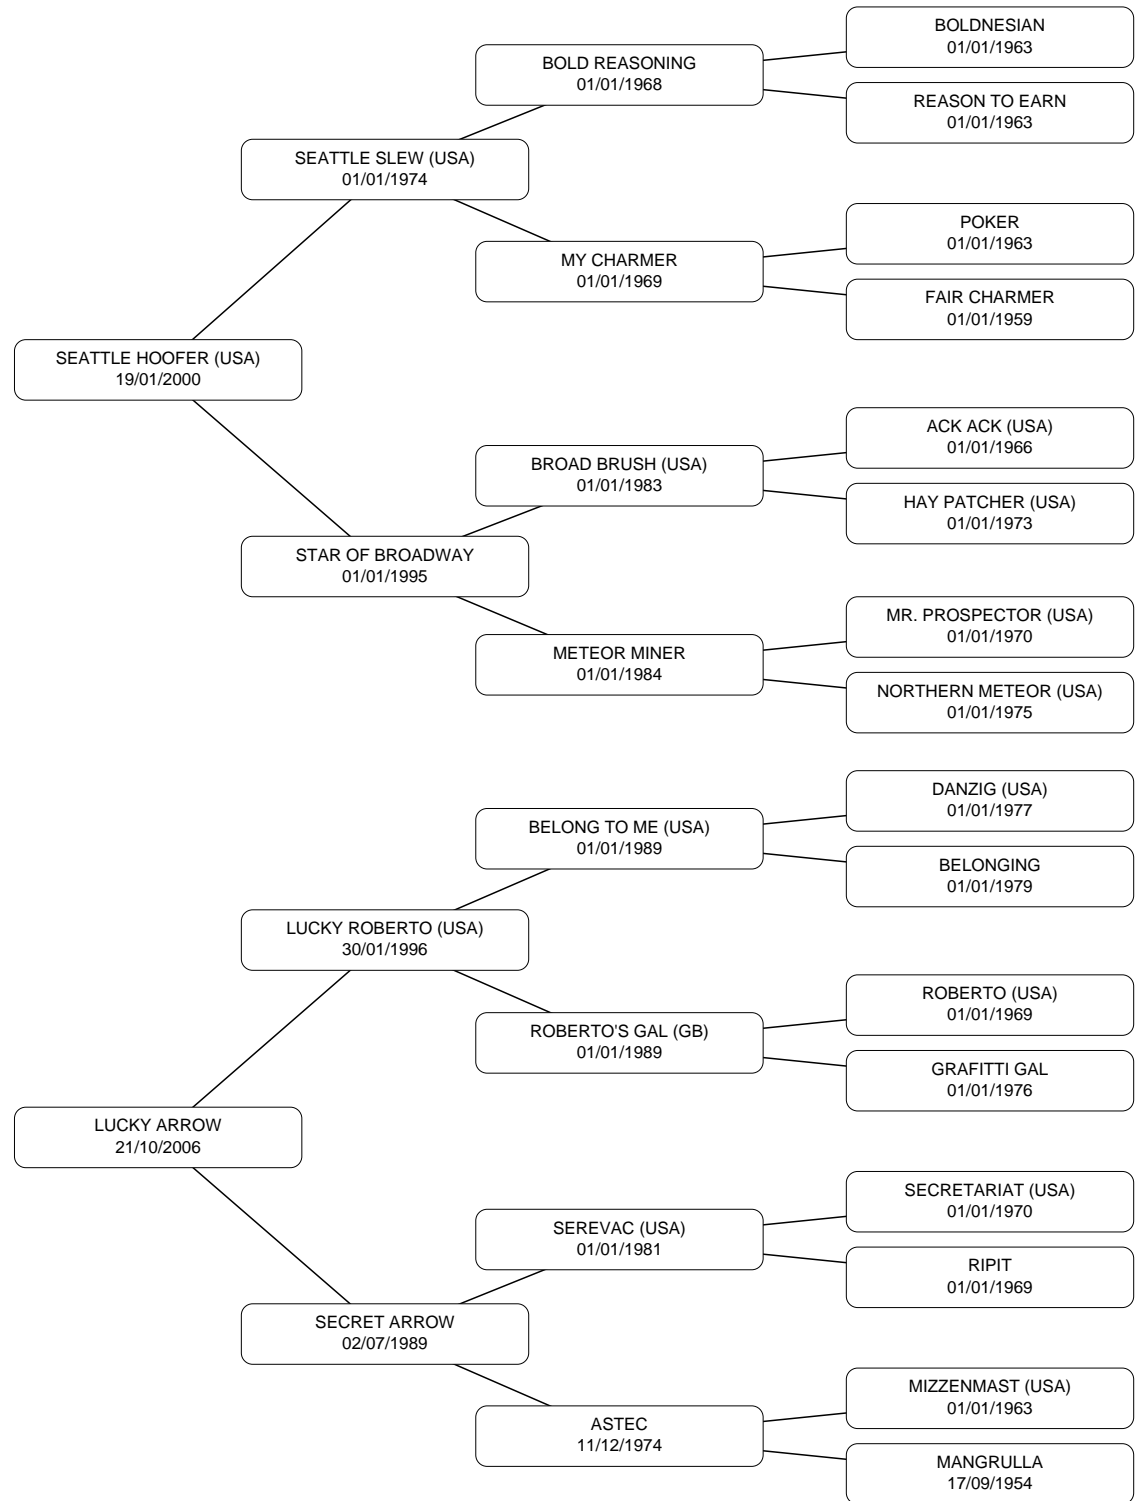 BOLDNESIAN
01/01/1963
BOLD REASONING
01/01/1968
REASON TO EARN
01/01/1963
SEATTLE SLEW (USA)
01/01/1974
POKER
01/01/1963
MY CHARMER
01/01/1969
FAIR CHARMER
01/01/1959
SEATTLE HOOFER (USA)
19/01/2000
ACK ACK (USA)
01/01/1966
BROAD BRUSH (USA)
01/01/1983
HAY PATCHER (USA)
01/01/1973
STAR OF BROADWAY
01/01/1995
MR. PROSPECTOR (USA)
01/01/1970
METEOR MINER
01/01/1984
NORTHERN METEOR (USA)
01/01/1975
DANZIG (USA)
01/01/1977
BELONG TO ME (USA)
01/01/1989
BELONGING
01/01/1979
LUCKY ROBERTO (USA)
30/01/1996
ROBERTO (USA)
01/01/1969
ROBERTO'S GAL (GB)
01/01/1989
GRAFITTI GAL
01/01/1976
LUCKY ARROW
21/10/2006
SECRETARIAT (USA)
01/01/1970
SEREVAC (USA)
01/01/1981
RIPIT
01/01/1969
SECRET ARROW
02/07/1989
MIZZENMAST (USA)
01/01/1963
ASTEC
11/12/1974
MANGRULLA
17/09/1954